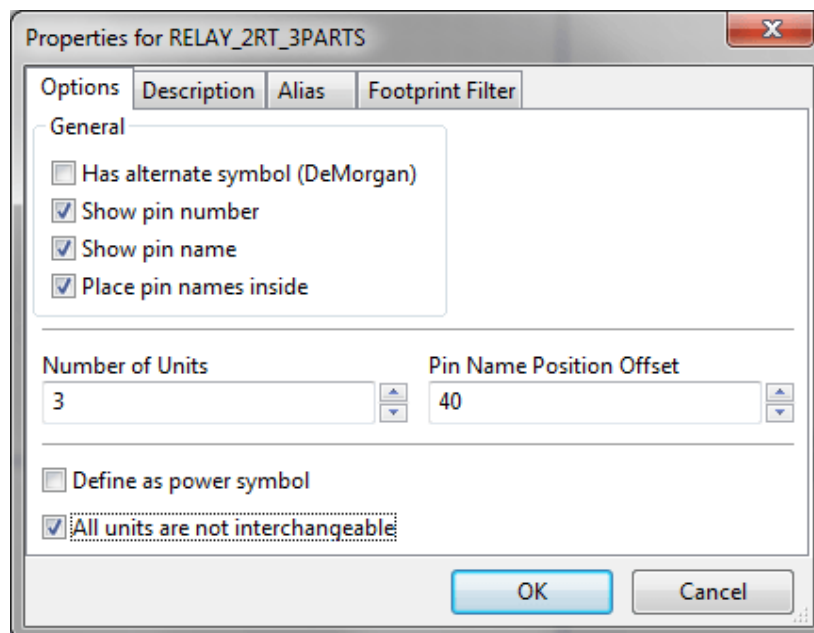 Properties for RELAY_2RT_3PARTS
Options Description Alias Footprint Filter
General
Has alternate symbol (DeMorgan)
Show pin number
Show pin name
Place pin names inside
Number of Units Pin Name Position Offset
3 40
Define as power symbol
All units are not interchangeable
OK Cancel